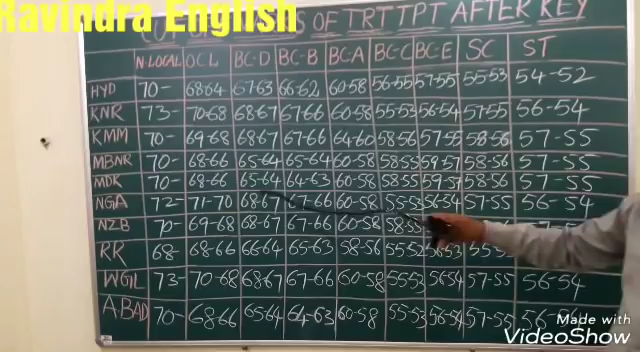 Ravindra English
OF TRT TPT AFTER KEY
N-LOCAL OCL BC-D BC-B BC-A BC-C BC-E SC ST
HYD 70- 68-64 67-63 66-62 60-58 56-55 57-55 55-53 54-52
KNR 73- 70-68 68-67 67-66 60-58 55-53 56-54 57-55 56-54
KMM 70- 69-68 68-67 67-66 64-60 58-56 57-55 58-56 57-55
MBNR 70- 68-66 65-64 65-64 60-58 58-55 59-57 58-56 57-55
MDK 70- 68-66 65-64 64-63 60-58 58-55 59-57 58-56 57-55
NGA 72- 71-70 68-67 67-66 60-58 55-53 56-54 57-55 56-54
NZB 70- 69-68 68-67 67-66 60-58 58-55
RR 68- 68-66 66-64 65-63 58-56 55-52 56-53 55-53
WGL 73- 70-68 68-67 67-66 60-58 55-53 56-54 57-55 56-54
A.BAD 70- 68-66 65-64 64-63 60-58 55-53 56-54 57-55
Made with
VideoShow